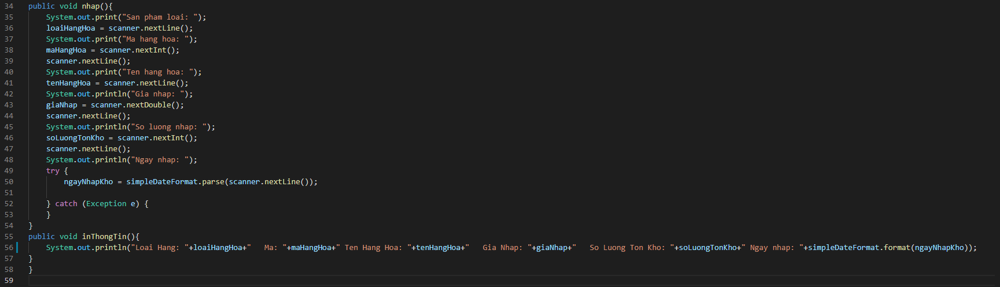 34 public void nhap(){
35 System.out.print("San pham loai: ");
36 loaiHangHoa = scanner.nextLine();
37 System.out.print("Ma hang hoa: ");
38 maHangHoa = scanner.nextInt();
39 scanner.nextLine();
40 System.out.print("Ten hang hoa: ");
41 tenHangHoa = scanner.nextLine();
42 System.out.println("Gia nhap: ");
43 giaNhap = scanner.nextDouble();
44 scanner.nextLine();
45 System.out.println("So luong nhap: ");
46 soLuongTonKho = scanner.nextInt();
47 scanner.nextLine();
48 System.out.println("Ngay nhap: ");
49 try {
50 ngayNhapKho = simpleDateFormat.parse(scanner.nextLine());
51
52 } catch (Exception e) {
53 }
54 }
55 public void inThongTin(){
56 System.out.println("Loai Hang: "+loaiHangHoa+"   Ma: "+maHangHoa+" Ten Hang Hoa: "+tenHangHoa+"   Gia Nhap: "+giaNhap+"   So Luong Ton Kho: "+soLuongTonKho+" Ngay nhap: "+simpleDateFormat.format(ngayNhapKho));
57 }
58 }
59